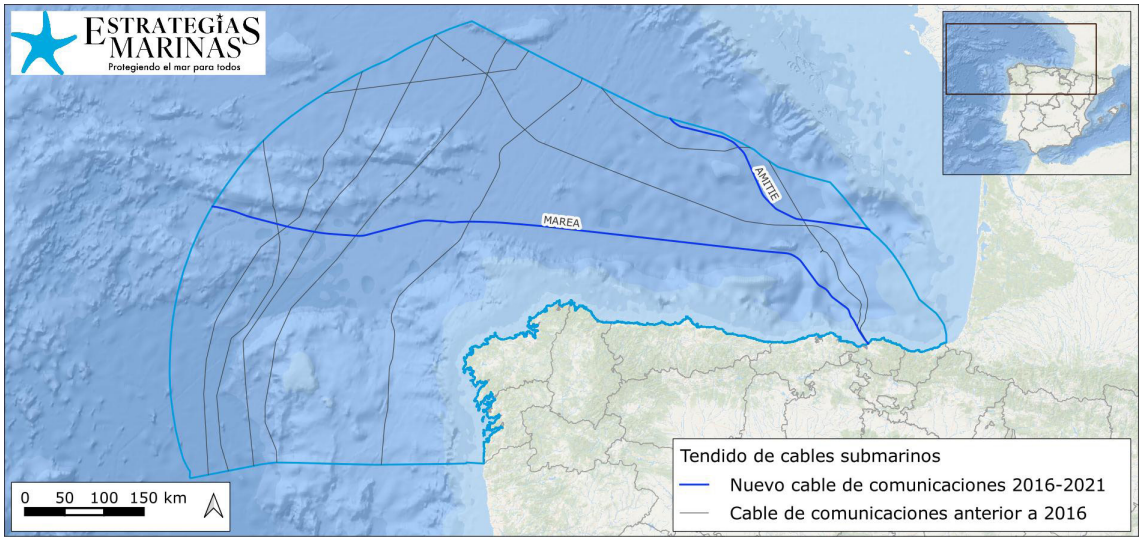 ESTRATEGIAS
MARINAS
Protegiendo el mar para todos
AMITIE
MAREA
Tendido de cables submarinos
Nuevo cable de comunicaciones 2016-2021
Cable de comunicaciones anterior a 2016
0 50 100 150 km